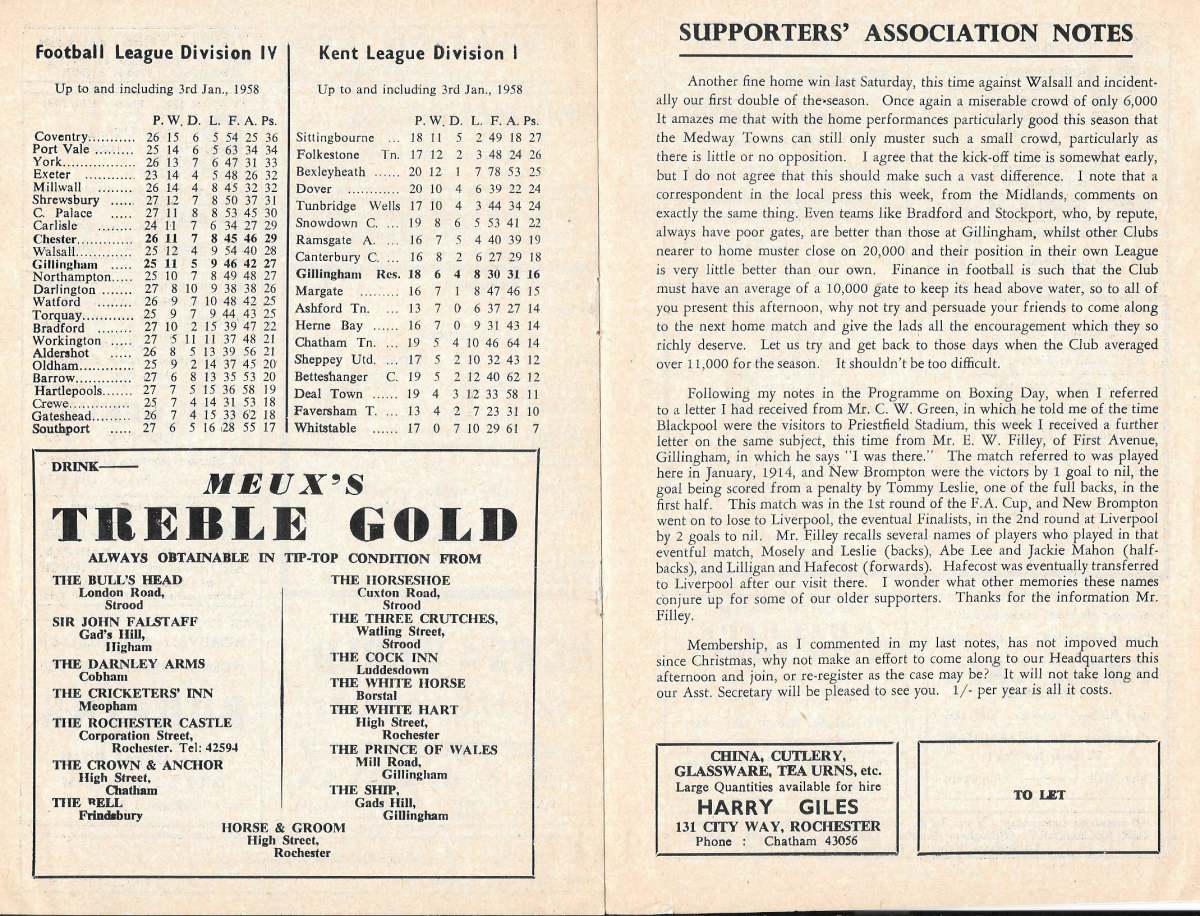 Football League Division IV
Up to and including 3rd Jan., 1958
P. W. D. L. F. A. Ps.
Coventry........... 26 15 6 5 54 25 36
Port Vale ......... 25 14 6 5 63 34 34
York................. 26 13 7 6 47 31 33
Exeter ............ 23 14 4 5 48 26 32
Millwall ........ 26 14 4 8 45 32 32
Shrewsbury ..... 27 12 7 8 50 37 31
C. Palace ..... 27 11 8 8 53 45 30
Carlisle ........ 24 11 7 6 34 27 29
Chester............. 26 11 7 8 45 46 29
Walsall.............. 25 12 4 9 54 40 28
Gillingham ..... 25 11 5 9 46 42 27
Northampton..... 25 10 7 8 49 48 27
Darlington ....... 27 8 10 9 38 38 26
Watford ........ 26 9 7 10 48 42 25
Torquay............ 25 9 7 9 44 43 25
Bradford ........ 27 10 2 15 39 47 22
Workington ..... 27 5 11 11 37 48 21
Aldershot ..... 26 8 5 13 39 56 21
Oldham.............. 25 9 2 14 37 45 20
Barrow.............. 27 6 8 13 35 53 20
Hartlepools....... 27 7 5 15 36 58 19
Crewe............... 25 7 4 14 31 53 18
Gateshead.......... 26 7 4 15 33 62 18
Southport ..... 27 6 5 16 28 55 17
Kent League Division I
Up to and including 3rd Jan., 1958
P. W. D. L. F. A. Ps.
Sittingbourne ... 18 11 5 2 49 18 27
Folkestone Tn. 17 12 2 3 48 24 26
Bexleyheath ...... 20 12 1 7 78 53 25
Dover ............ 20 10 4 6 39 22 24
Tunbridge Wells 17 10 4 3 44 34 24
Snowdown C. ... 19 8 6 5 53 41 22
Ramsgate A. ... 16 7 5 4 40 39 19
Canterbury C. ... 16 8 2 6 27 29 18
Gillingham Res. 18 6 4 8 30 31 16
Margate ......... 16 7 1 8 47 46 15
Ashford Tn. ... 13 7 0 6 37 27 14
Herne Bay ...... 16 7 0 9 31 43 14
Chatham Tn. ... 19 5 4 10 46 64 14
Sheppey Utd. ... 17 5 2 10 32 43 12
Betteshanger C. 19 5 2 12 40 62 12
Deal Town ...... 19 4 3 12 33 58 11
Faversham T. ... 13 4 2 7 23 31 10
Whitstable ...... 17 0 7 10 29 61 7
DRINK—
MEUX'S
TREBLE GOLD
ALWAYS OBTAINABLE IN TIP-TOP CONDITION FROM
THE BULL'S HEAD
London Road,
Strood
SIR JOHN FALSTAFF
Gad's Hill,
Higham
THE DARNLEY ARMS
Cobham
THE CRICKETERS' INN
Meopham
THE ROCHESTER CASTLE
Corporation Street,
Rochester. Tel: 42594
THE CROWN & ANCHOR
High Street,
Chatham
THE BELL
Frindsbury
THE HORSESHOE
Cuxton Road,
Strood
THE THREE CRUTCHES,
Watling Street,
Strood
THE COCK INN
Luddesdown
THE WHITE HORSE
Borstal
THE WHITE HART
High Street,
Rochester
THE PRINCE OF WALES
Mill Road,
Gillingham
THE SHIP,
Gads Hill,
Gillingham
HORSE & GROOM
High Street,
Rochester
SUPPORTERS' ASSOCIATION NOTES
Another fine home win last Saturday, this time against Walsall and incident-
ally our first double of the season. Once again a miserable crowd of only 6,000
It amazes me that with the home performances particularly good this season that
the Medway Towns can still only muster such a small crowd, particularly as
there is little or no opposition. I agree that the kick-off time is somewhat early,
but I do not agree that this should make such a vast difference. I note that a
correspondent in the local press this week, from the Midlands, comments on
exactly the same thing. Even teams like Bradford and Stockport, who, by repute,
always have poor gates, are better than those at Gillingham, whilst other Clubs
nearer to home muster close on 20,000 and their position in their own League
is very little better than our own. Finance in football is such that the Club
must have an average of a 10,000 gate to keep its head above water, so to all of
you present this afternoon, why not try and persuade your friends to come along
to the next home match and give the lads all the encouragement which they so
richly deserve. Let us try and get back to those days when the Club averaged
over 11,000 for the season. It shouldn't be too difficult.
Following my notes in the Programme on Boxing Day, when I referred
to a letter I had received from Mr. C. W. Green, in which he told me of the time
Blackpool were the visitors to Priestfield Stadium, this week I received a further
letter on the same subject, this time from Mr. E. W. Filley, of First Avenue,
Gillingham, in which he says "I was there." The match referred to was played
here in January, 1914, and New Brompton were the victors by 1 goal to nil, the
goal being scored from a penalty by Tommy Leslie, one of the full backs, in the
first half. This match was in the 1st round of the F.A. Cup, and New Brompton
went on to lose to Liverpool, the eventual Finalists, in the 2nd round at Liverpool
by 2 goals to nil. Mr. Filley recalls several names of players who played in that
eventful match, Mosely and Leslie (backs), Abe Lee and Jackie Mahon (half-
backs), and Lilligan and Hafecost (forwards). Hafecost was eventually transferred
to Liverpool after our visit there. I wonder what other memories these names
conjure up for some of our older supporters. Thanks for the information Mr.
Filley.
Membership, as I commented in my last notes, has not impoved much
since Christmas, why not make an effort to come along to our Headquarters this
afternoon and join, or re-register as the case may be? It will not take long and
our Asst. Secretary will be pleased to see you. 1/- per year is all it costs.
CHINA, CUTLERY,
GLASSWARE, TEA URNS, etc.
Large Quantities available for hire
HARRY GILES
131 CITY WAY, ROCHESTER
Phone : Chatham 43056
TO LET